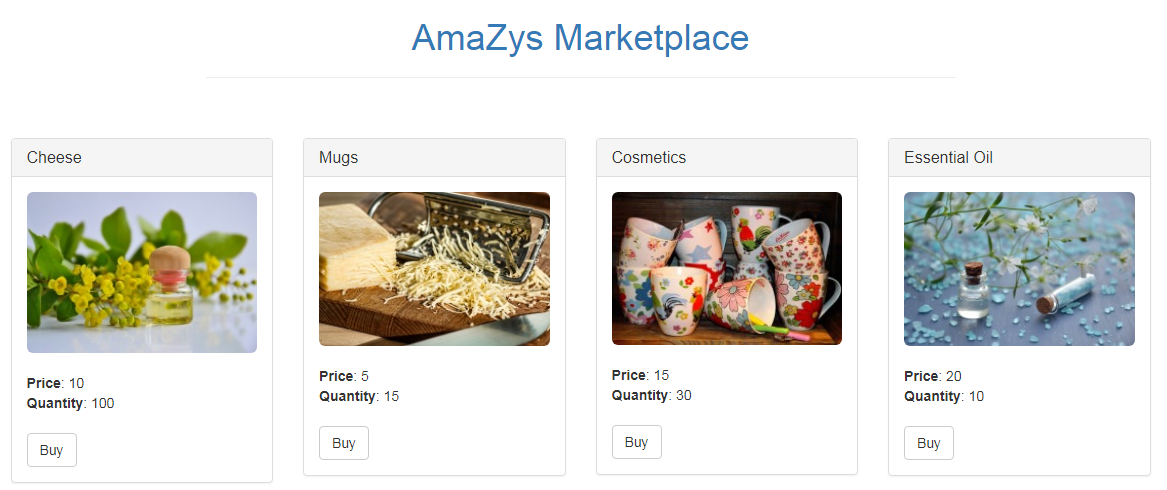 AmaZys Marketplace
Cheese
Price: 10
Quantity: 100
Buy
Mugs
Price: 5
Quantity: 15
Buy
Cosmetics
Price: 15
Quantity: 30
Buy
Essential Oil
Price: 20
Quantity: 10
Buy